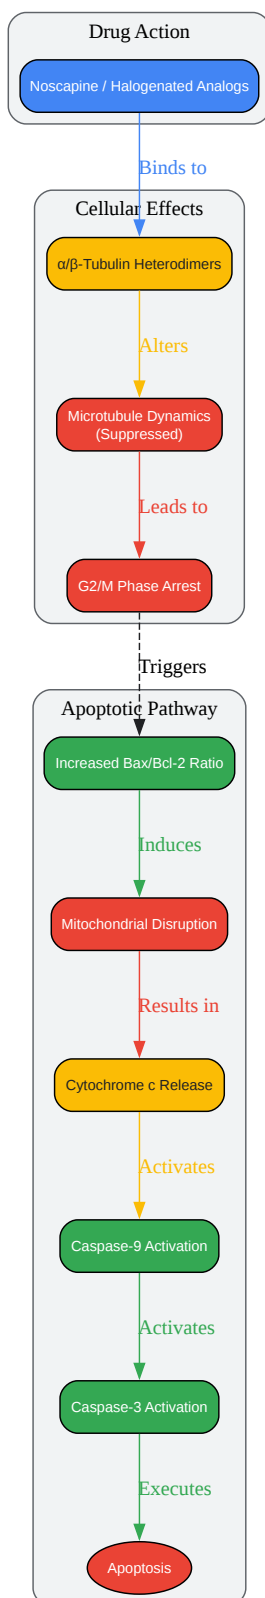 Drug Action
Noscapine / Halogenated Analogs
Binds to
Cellular Effects
α/β-Tubulin Heterodimers
Alters
Microtubule Dynamics
(Suppressed)
Leads to
G2/M Phase Arrest
Triggers
Apoptotic Pathway
Increased Bax/Bcl-2 Ratio
Induces
Mitochondrial Disruption
Results in
Cytochrome c Release
Activates
Caspase-9 Activation
Activates
Caspase-3 Activation
Executes
Apoptosis